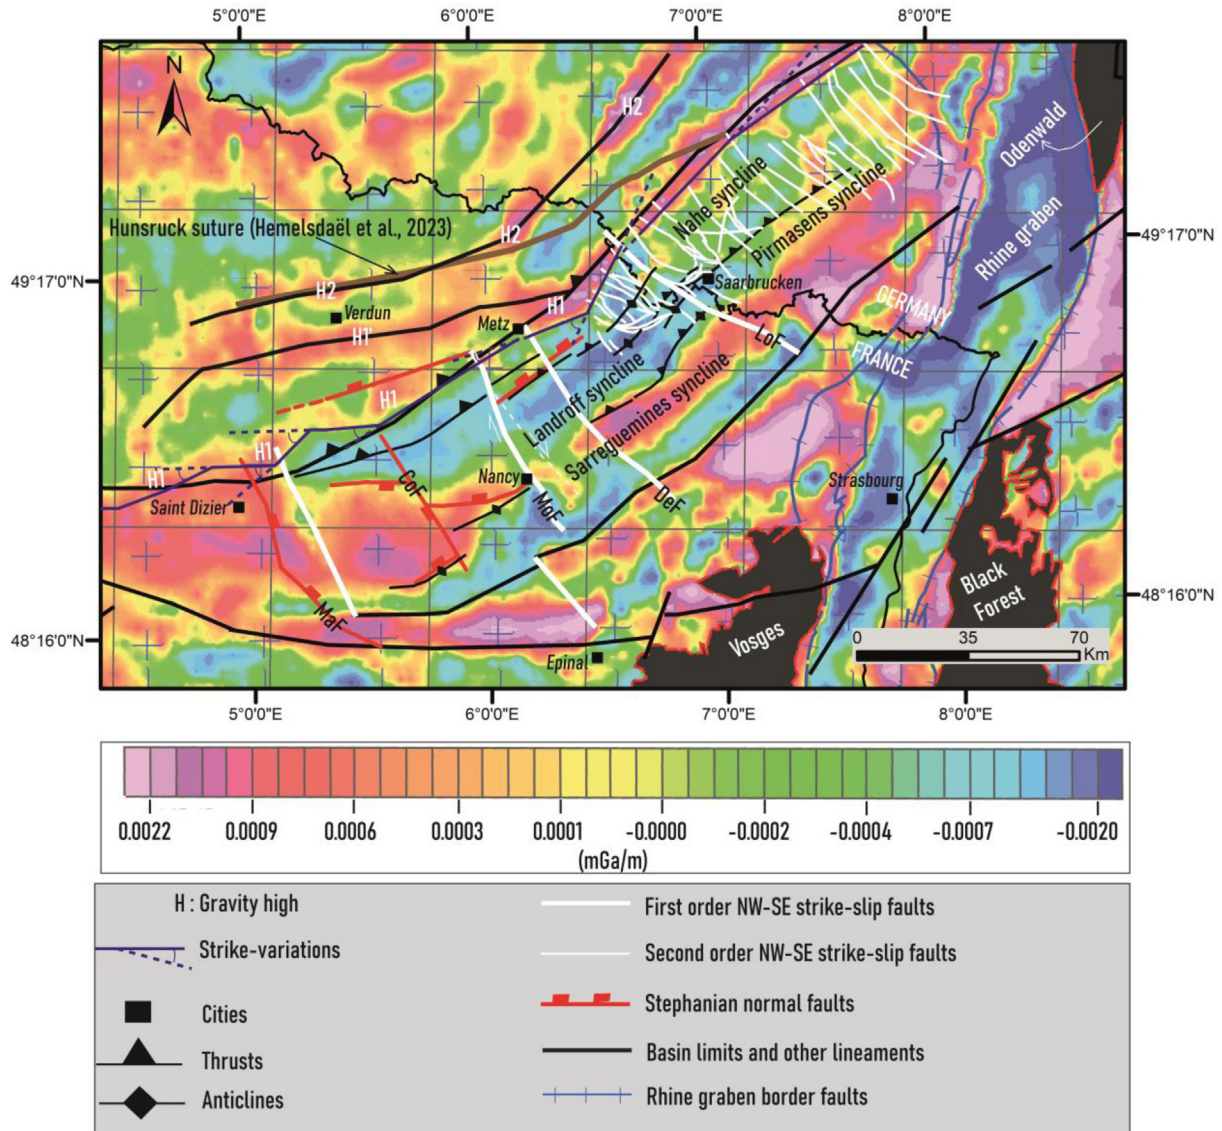 5°0'0"E
6°0'0"E
7°0'0"E
8°0'0"E
N
H2
Odenwald
Nahe syncline
Pirmasens syncline
Rhine graben
49°17'0"N
Hunsruck suture (Hemelsdaël et al., 2023)
H2
49°17'0"N
Saarbrucken
H2
Verdun
H1
GERMANY
Metz
H1'
LoF
FRANCE
H1
Landroff syncline
Sarreguemines syncline
H1
H1
CoF
Nancy
Strasbourg
Saint Dizier
MoF
DeF
Black
Forest
48°16'0"N
MaF
Vosges
0 35 70
Km
48°16'0"N
Epinal
5°0'0"E
6°0'0"E
7°0'0"E
8°0'0"E
0.0022 0.0009 0.0006 0.0003 0.0001 -0.0000 -0.0002 -0.0004 -0.0007 -0.0020
(mGa/m)
H : Gravity high
Strike-variations
Cities
Thrusts
Anticlines
First order NW-SE strike-slip faults
Second order NW-SE strike-slip faults
Stephanian normal faults
Basin limits and other lineaments
Rhine graben border faults